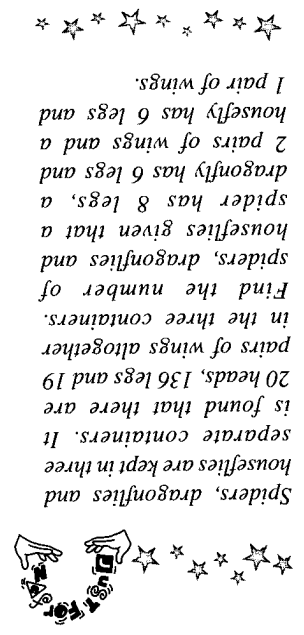 JUST FOR
Spiders, dragonflies and
houseflies are kept in three
separate containers. It
is found that there are
20 heads, 136 legs and 19
pairs of wings altogether
in the three containers.
Find the number of
spiders, dragonflies and
houseflies given that a
spider has 8 legs, a
dragonfly has 6 legs and
2 pairs of wings and a
housefly has 6 legs and
1 pair of wings.